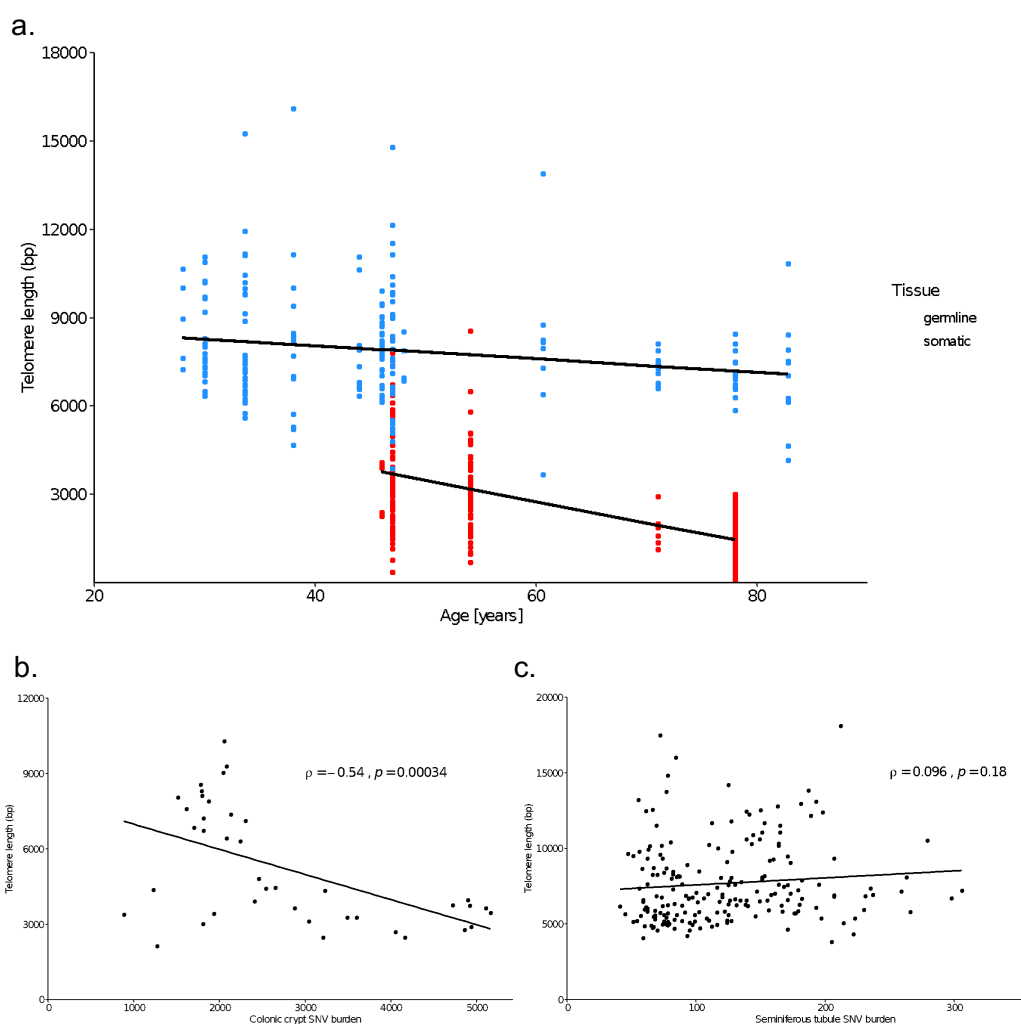 a.
18000
15000
12000
9000
6000
3000
Telomere length (bp)
20
40
60
80
Age [years]
Tissue
germline
somatic
b.
12000
9000
6000
3000
0
Telomere length (bp)
ρ =−0.54 , p = 0.00034
0
1000
2000
3000
4000
5000
Colonic crypt SNV burden
c.
20000
15000
10000
5000
0
Telomere length (bp)
ρ =0.096 , p = 0.18
0
100
200
300
Seminiferous tubule SNV burden